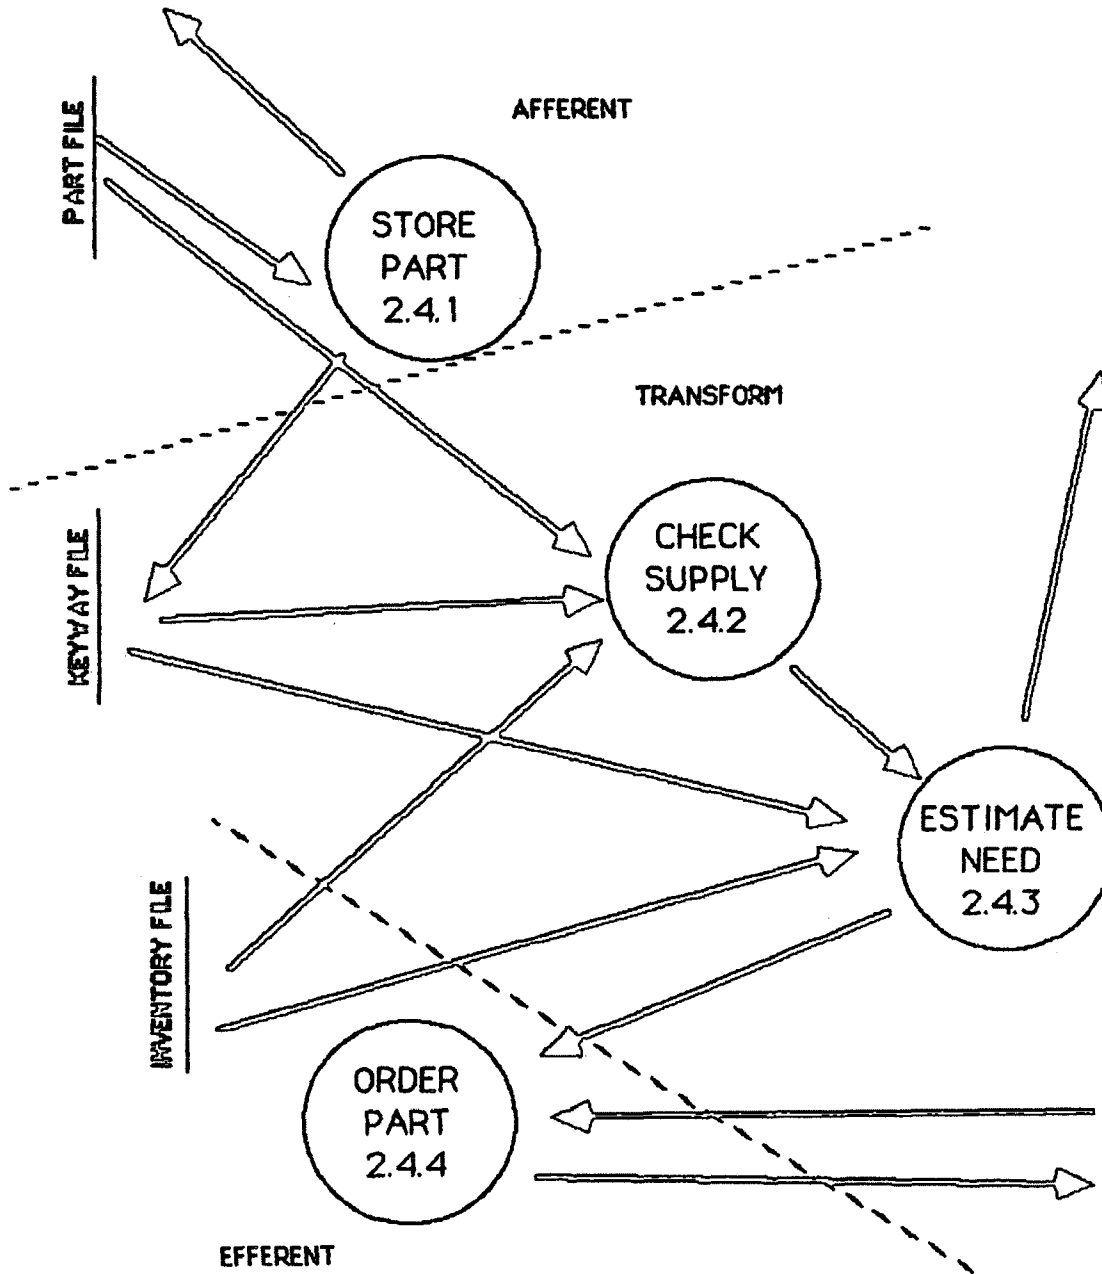 AFFERENT
PART FILE
STORE
PART
2.4.1
TRANSFORM
KEYWAY FILE
CHECK
SUPPLY
2.4.2
ESTIMATE
NEED
2.4.3
INVENTORY FILE
ORDER
PART
2.4.4
EFFERENT